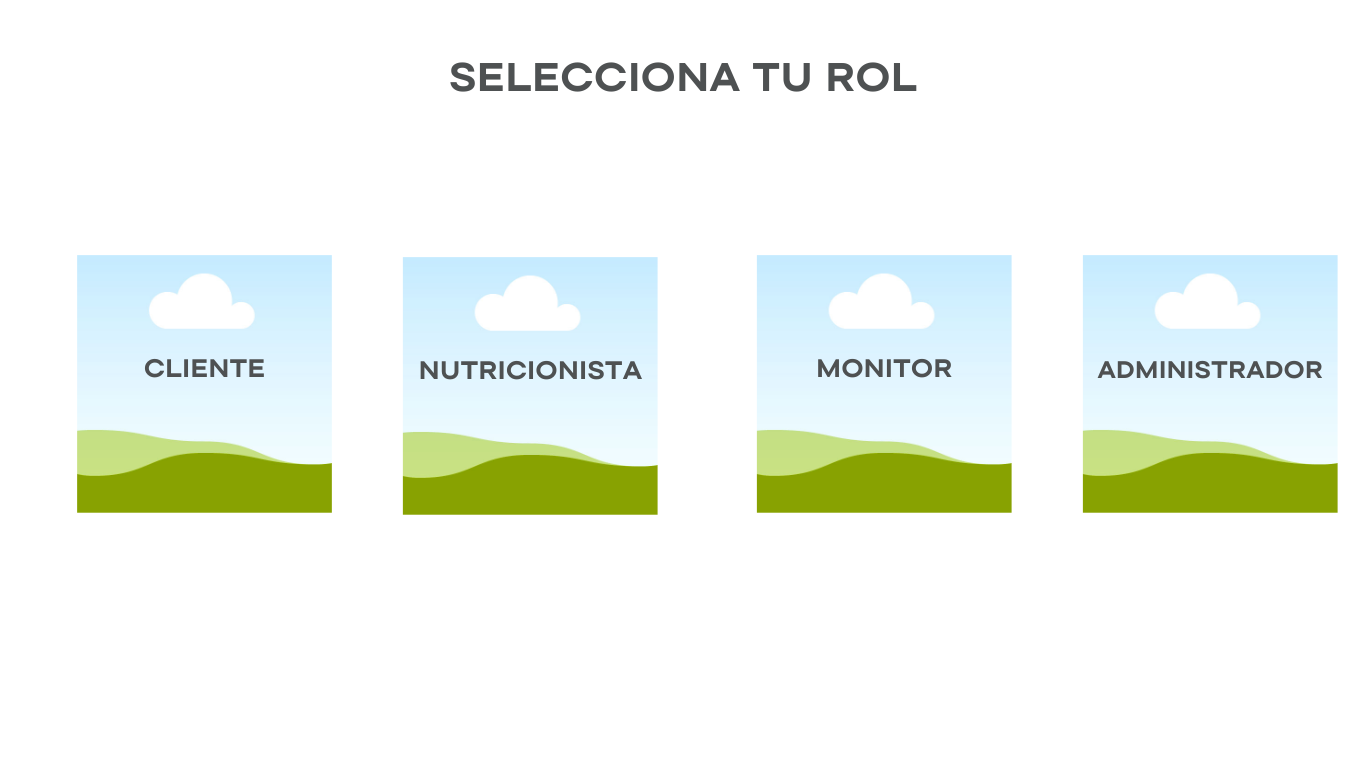 SELECCIONA TU ROL
CLIENTE
NUTRICIONISTA
MONITOR
ADMINISTRADOR